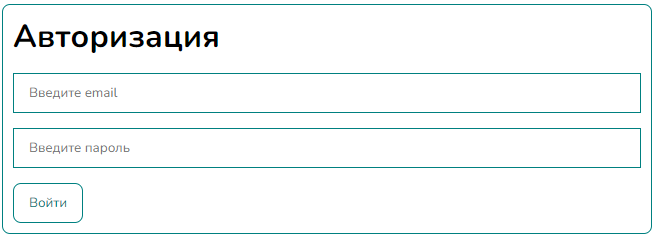 Авторизация
Введите email
Введите пароль
Войти